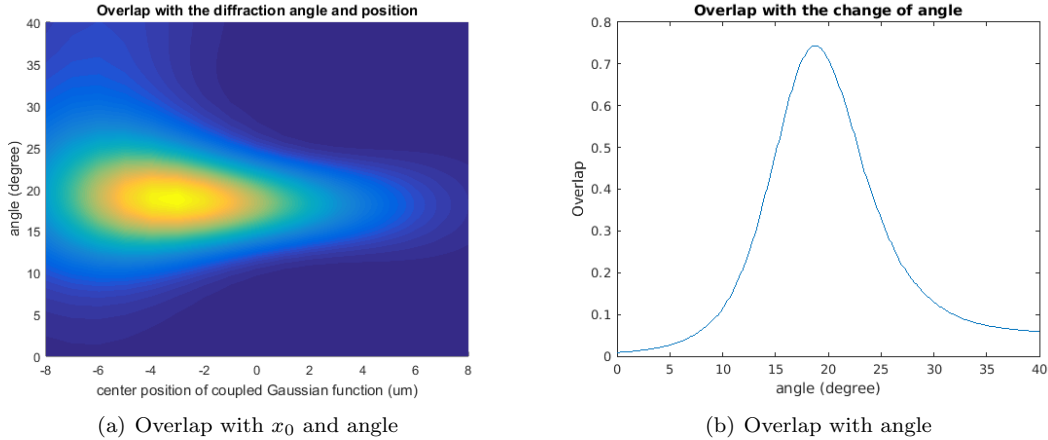 Overlap with the diffraction angle and position
40
35
30
25
20
15
10
5
0
angle (degree)
-8 -6 -4 -2 0 2 4 6 8
center position of coupled Gaussian function (um)
(a) Overlap with x₀ and angle
Overlap with the change of angle
0.8
0.7
0.6
0.5
0.4
0.3
0.2
0.1
0
Overlap
0 5 10 15 20 25 30 35 40
angle (degree)
(b) Overlap with angle